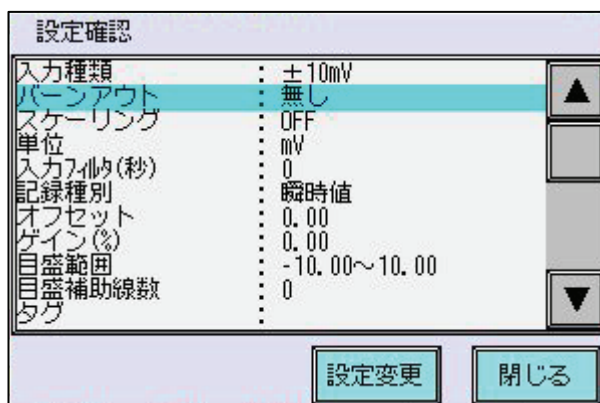 設定確認
入力種類 : ±10mV
バーンアウト : 無し
スケーリング : OFF
単位 : mV
入力ﾌｨﾙﾀ(秒) : 0
記録種別 : 瞬時値
オフセット : 0.00
ゲイン(%) : 0.00
目盛範囲 : -10.00～10.00
目盛補助線数 : 0
タグ :
設定変更 閉じる